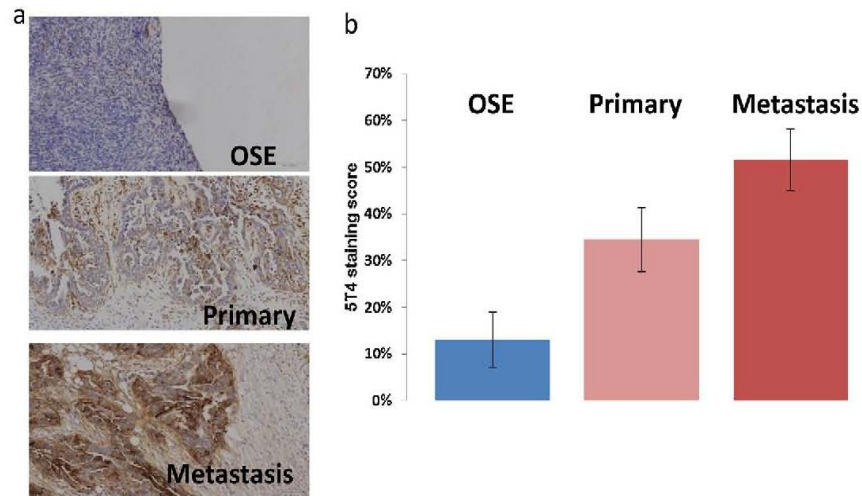 a
OSE
Primary
Metastasis
b
70%
60%
50%
40%
30%
20%
10%
0%
5T4 staining score
OSE
Primary
Metastasis